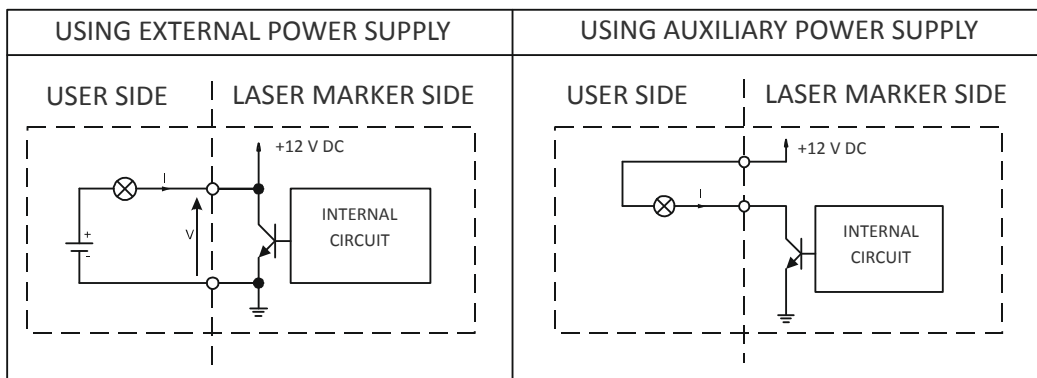 USING EXTERNAL POWER SUPPLY
USING AUXILIARY POWER SUPPLY
USER SIDE
LASER MARKER SIDE
+12 V DC
I
+
-
V
INTERNAL
CIRCUIT
USER SIDE
LASER MARKER SIDE
+12 V DC
I
INTERNAL
CIRCUIT